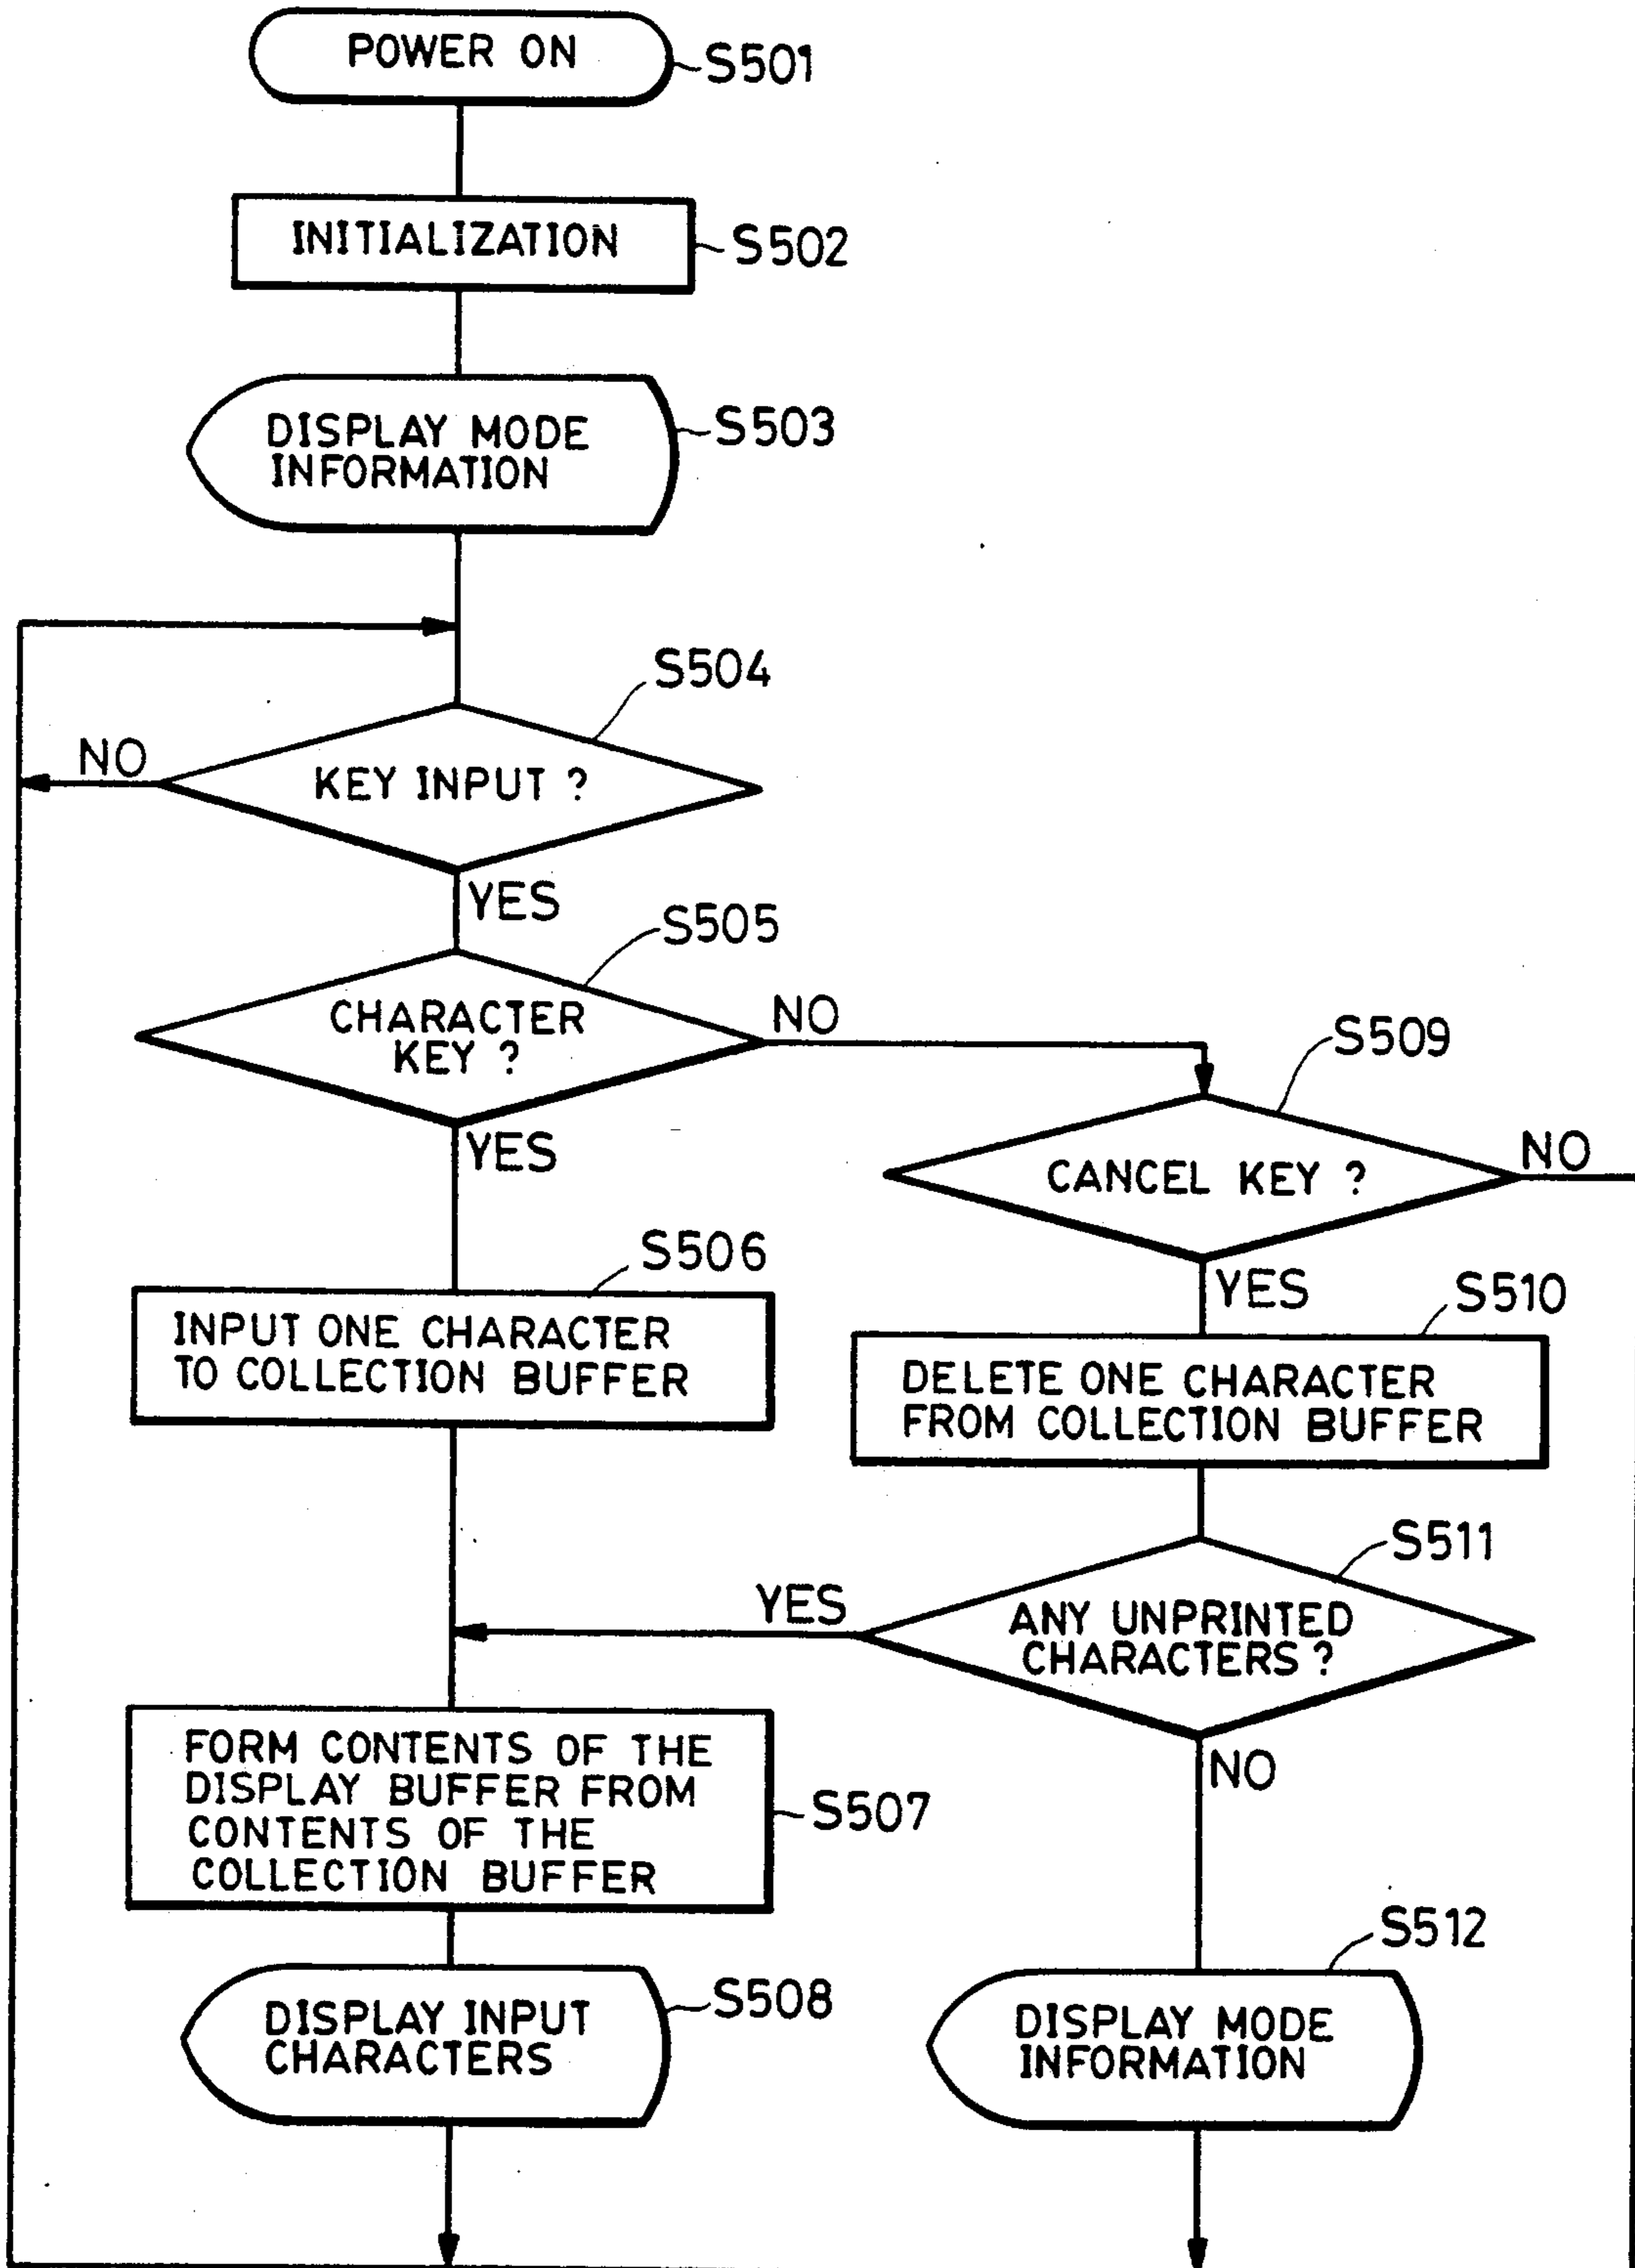 POWER ON
S501
INITIALIZATION
S502
DISPLAY MODE
INFORMATION
S503
S504
KEY INPUT ?
NO
YES
S505
CHARACTER
KEY ?
NO
YES
S509
CANCEL KEY ?
NO
YES
S506
INPUT ONE CHARACTER
TO COLLECTION BUFFER
S510
DELETE ONE CHARACTER
FROM COLLECTION BUFFER
S511
ANY UNPRINTED
CHARACTERS ?
YES
NO
FORM CONTENTS OF THE
DISPLAY BUFFER FROM
CONTENTS OF THE
COLLECTION BUFFER
S507
DISPLAY INPUT
CHARACTERS
S508
S512
DISPLAY MODE
INFORMATION